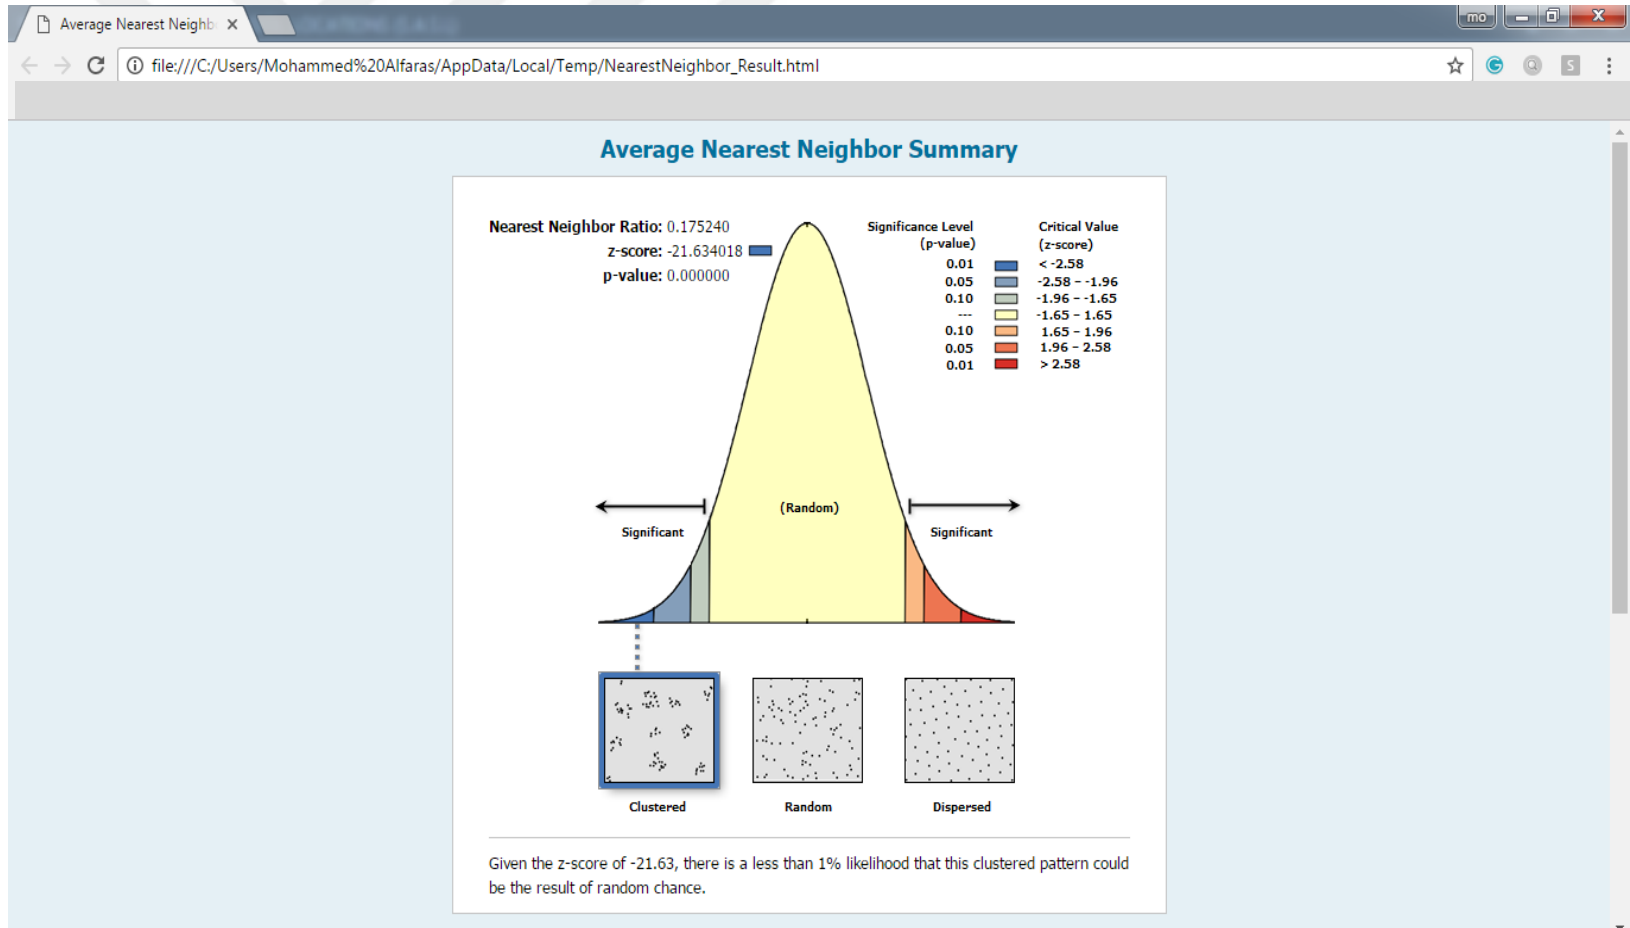 Average Nearest Neighb
mo
file:///C:/Users/Mohammed%20Alfaras/AppData/Local/Temp/NearestNeighbor_Result.html
Average Nearest Neighbor Summary
Nearest Neighbor Ratio: 0.175240
z-score: -21.634018
p-value: 0.000000
Significance Level (p-value)
Critical Value (z-score)
0.01 < -2.58
0.05 -2.58 – -1.96
0.10 -1.96 – -1.65
--- -1.65 – 1.65
0.10 1.65 – 1.96
0.05 1.96 – 2.58
0.01 > 2.58
(Random)
Significant
Significant
Clustered
Random
Dispersed
Given the z-score of -21.63, there is a less than 1% likelihood that this clustered pattern could
be the result of random chance.